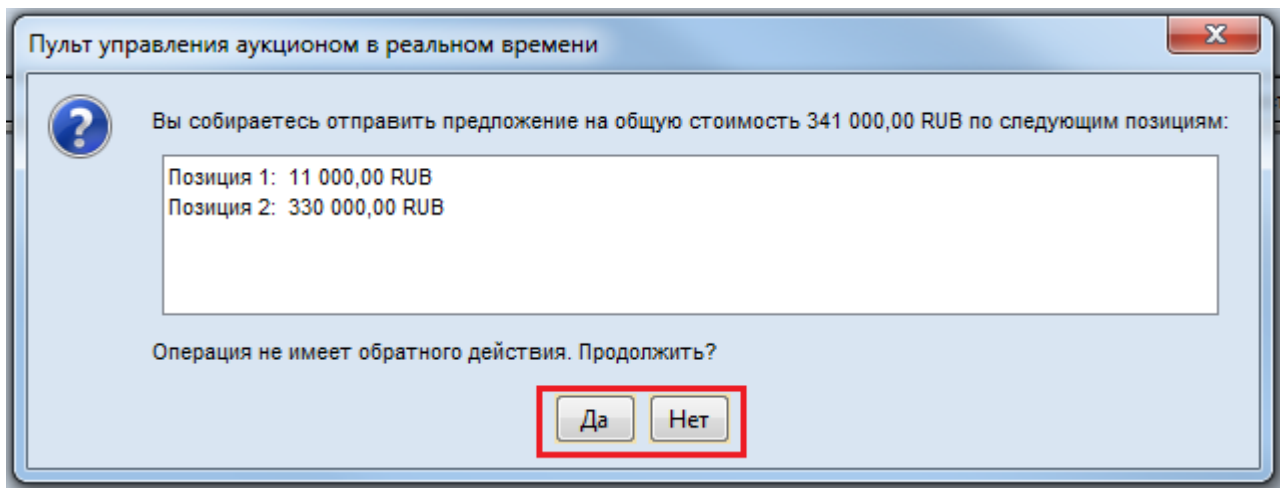 Пульт управления аукционом в реальном времени
Вы собираетесь отправить предложение на общую стоимость 341 000,00 RUB по следующим позициям:
Позиция 1: 11 000,00 RUB
Позиция 2: 330 000,00 RUB
Операция не имеет обратного действия. Продолжить?
Да Нет